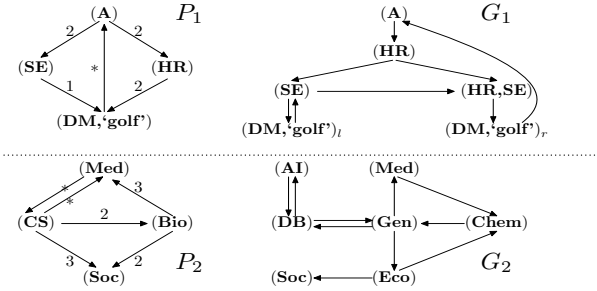 (A) P₁ (A) G₁
2 2
(HR)
(SE) * (HR)
(SE) (HR,SE)
1 2
(DM,‘golf’) (DM,‘golf’)ₗ (DM,‘golf’)ᵣ
(Med) (AI) (Med)
* 3
*
(CS) 2 (Bio) (DB) (Gen) (Chem)
3 2
(Soc) P₂ (Soc) (Eco) G₂